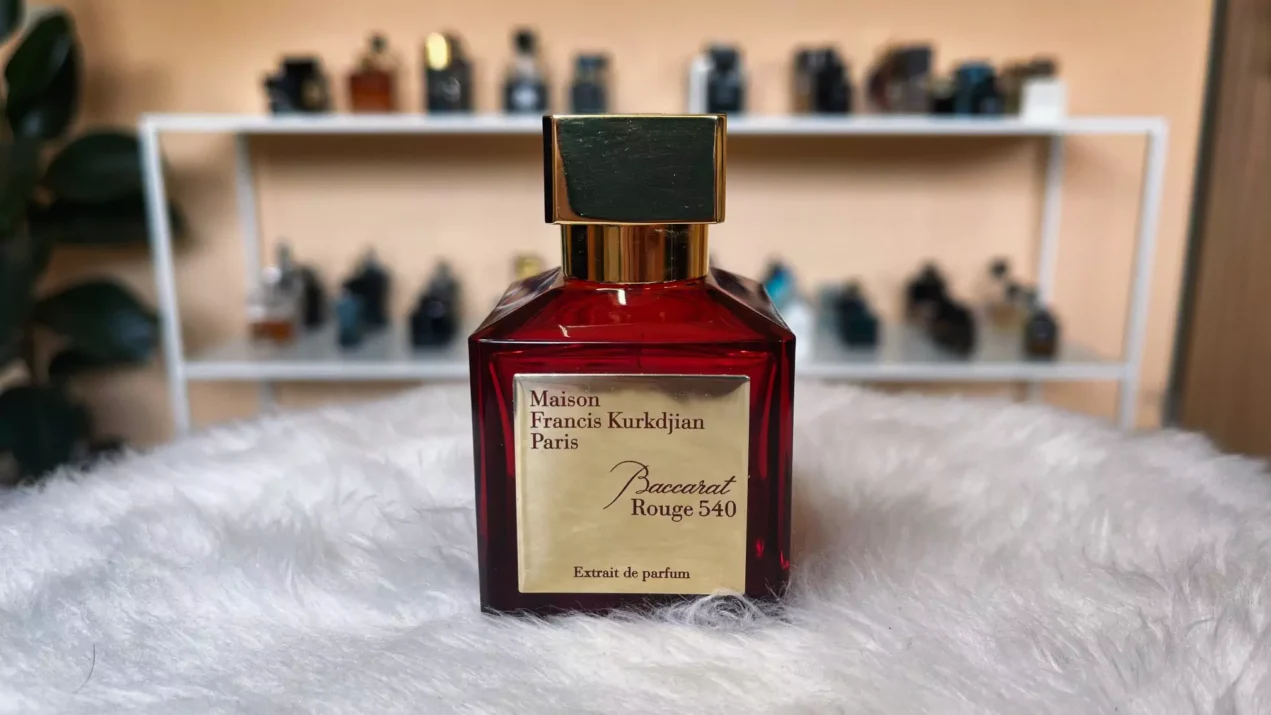 Maison
Francis Kurkdjian
Paris
Baccarat
Rouge 540
Extrait de parfum